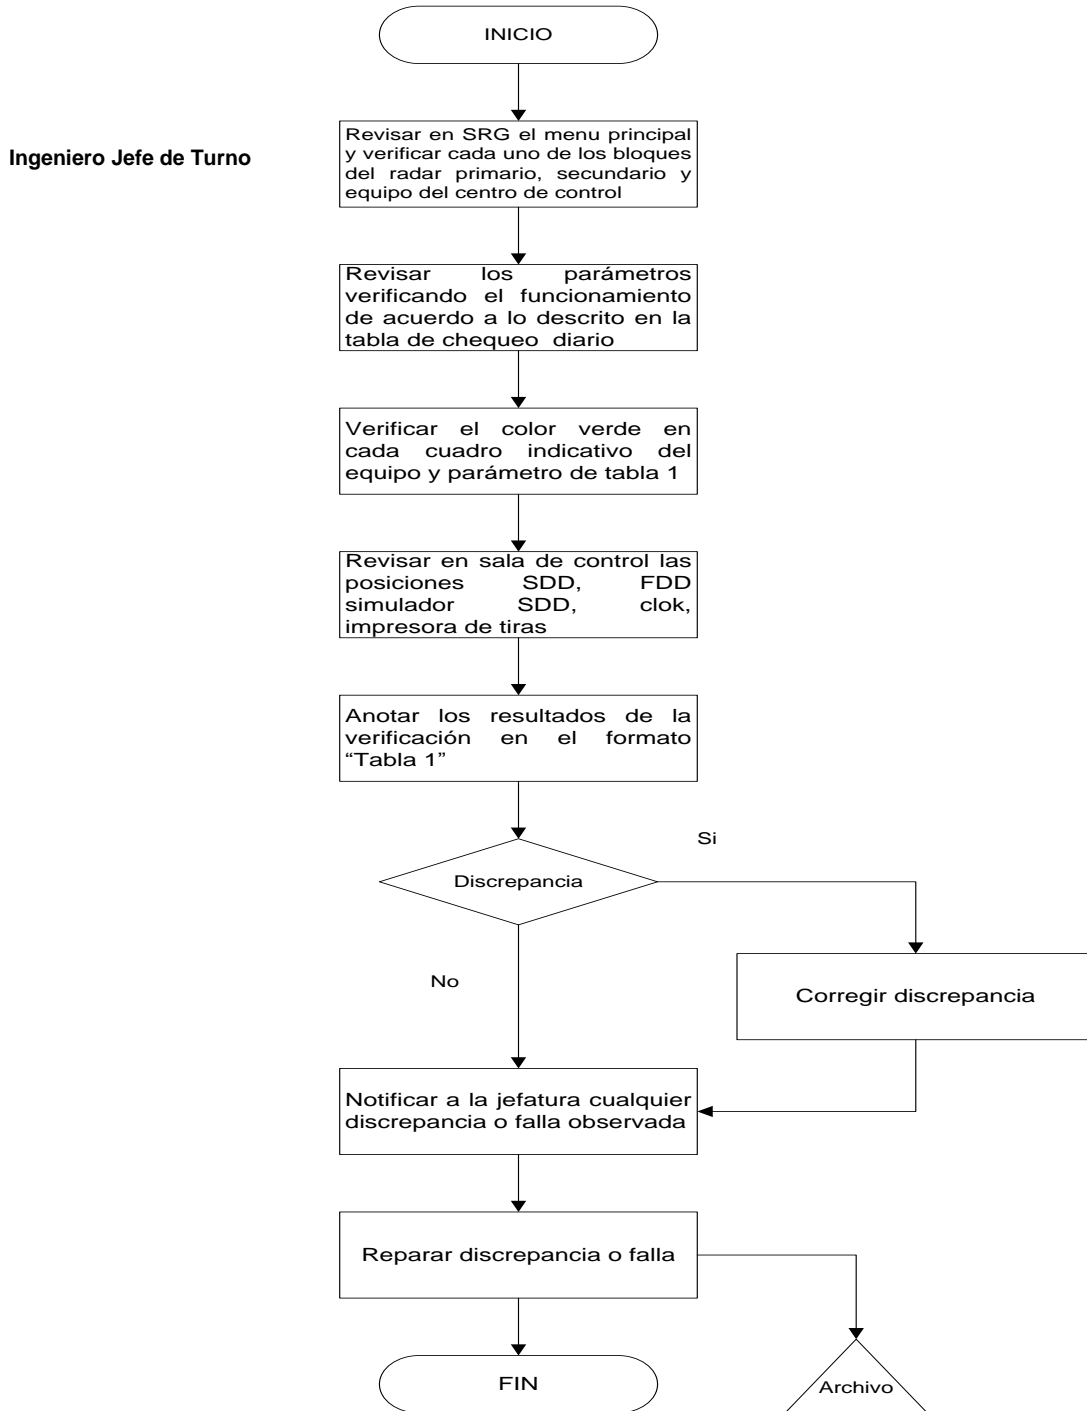 INICIO
Ingeniero Jefe de Turno
Revisar en SRG el menu principal
y verificar cada uno de los bloques
del radar primario, secundario y
equipo del centro de control
Revisar los parámetros
verificando el funcionamiento
de acuerdo a lo descrito en la
tabla de chequeo diario
Verificar el color verde en
cada cuadro indicativo del
equipo y parámetro de tabla 1
Revisar en sala de control las
posiciones SDD, FDD
simulador SDD, clok,
impresora de tiras
Anotar los resultados de la
verificación en el formato
“Tabla 1”
Si
Discrepancia
No
Corregir discrepancia
Notificar a la jefatura cualquier
discrepancia o falla observada
Reparar discrepancia o falla
FIN
Archivo